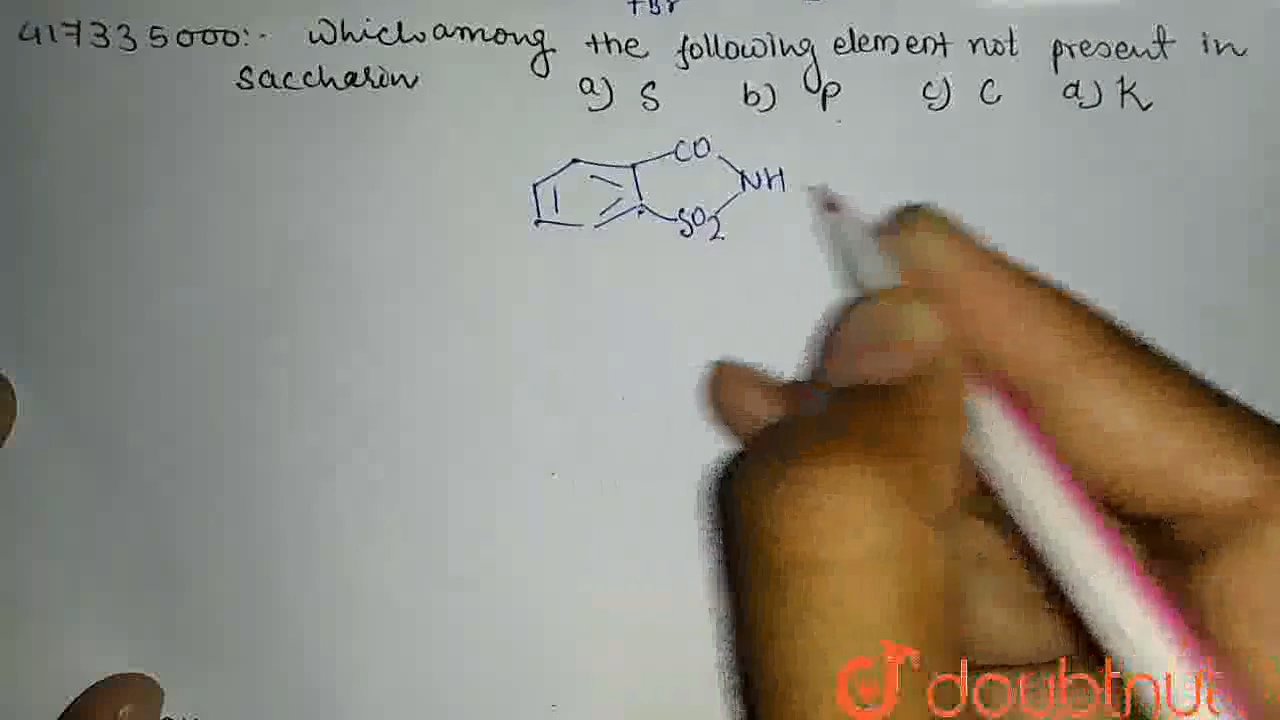 417335000:- which among the following element not present in
saccharin a) S b) P c) C d) K
CO
NH
SO2
doubtnut